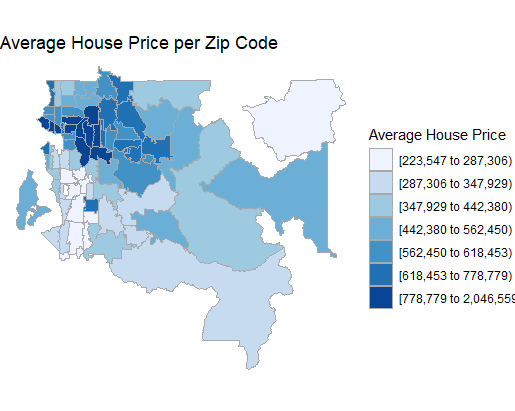 Average House Price per Zip Code
Average House Price
[223,547 to 287,306)
[287,306 to 347,929)
[347,929 to 442,380)
[442,380 to 562,450)
[562,450 to 618,453)
[618,453 to 778,779)
[778,779 to 2,046,559